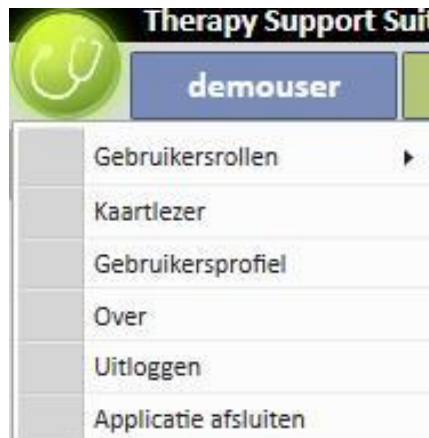 Therapy Support Suit
demouser
Gebruikersrollen
Kaartlezer
Gebruikersprofiel
Over
Uitloggen
Applicatie afsluiten